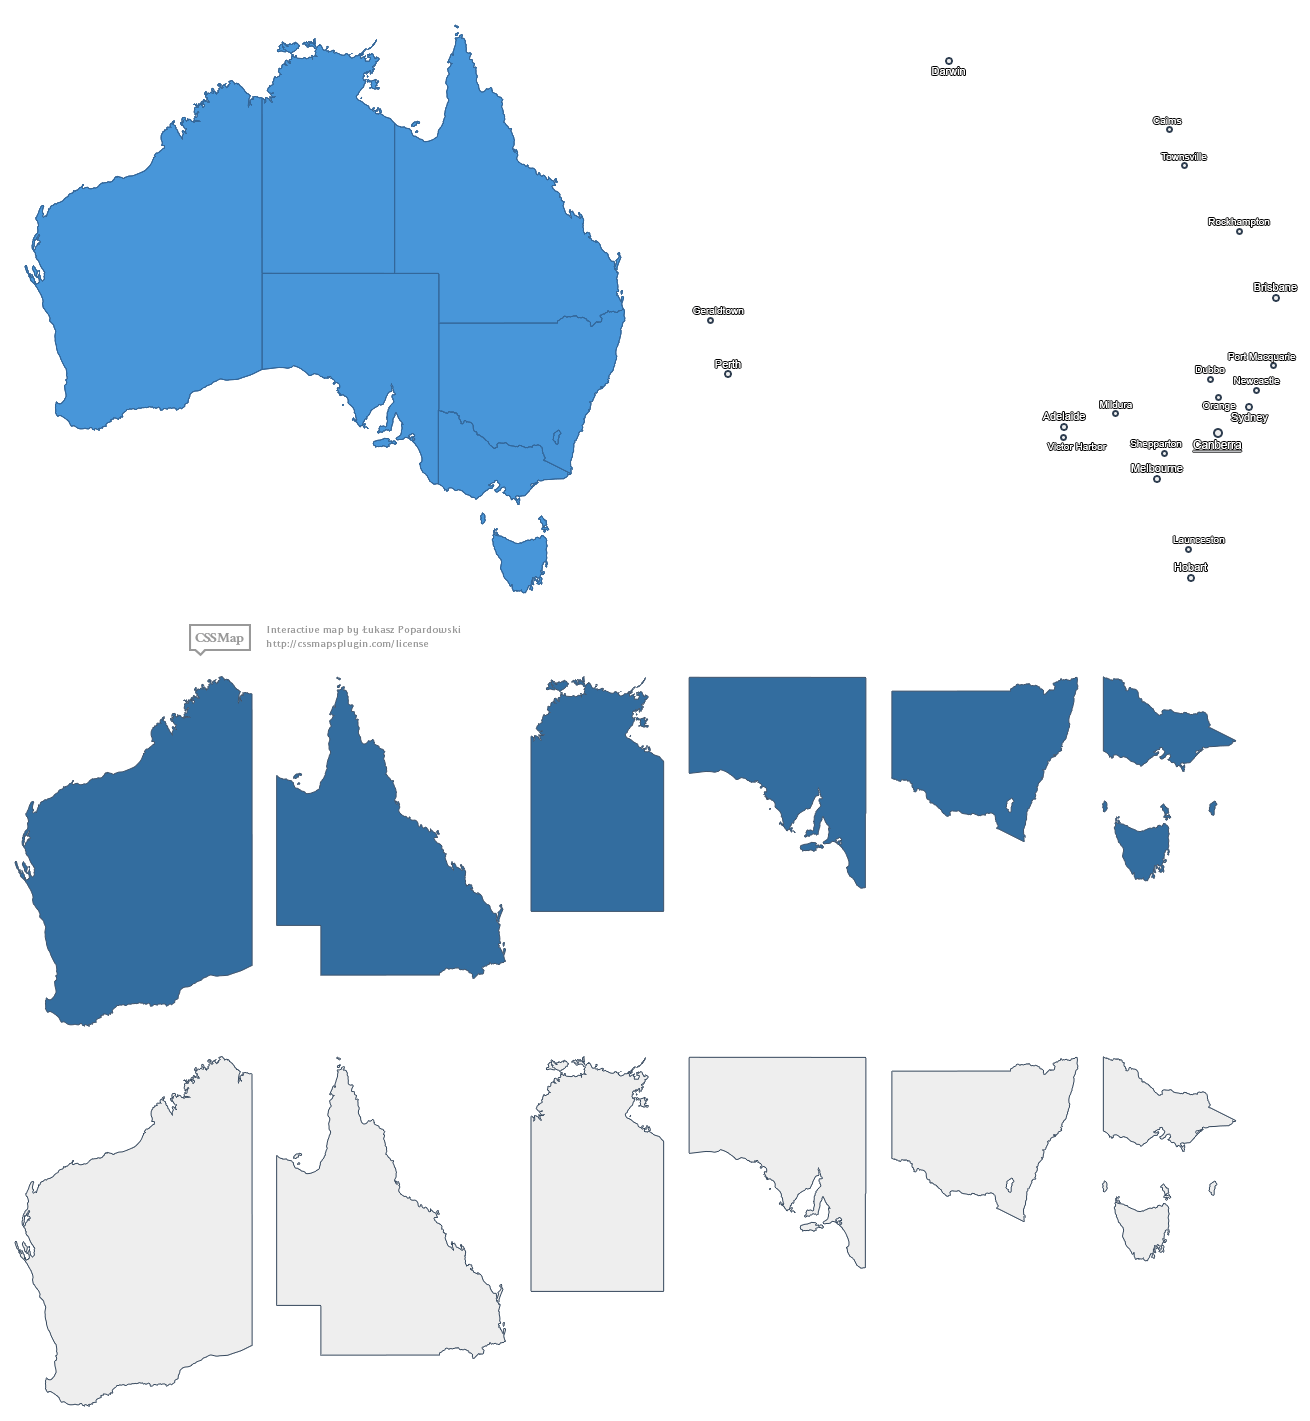 Darwin
Cairns
Townsville
Rockhampton
Brisbane
Geraldtown
Port Macquarie
Perth
Dubbo
Newcastle
Mildura
Orange
Adelaide
Sydney
Victor Harbor
Shepparton
Canberra
Melbourne
Launceston
Hobart
CSSMap
Interactive map by Łukasz Popardowski
http://cssmapsplugin.com/license